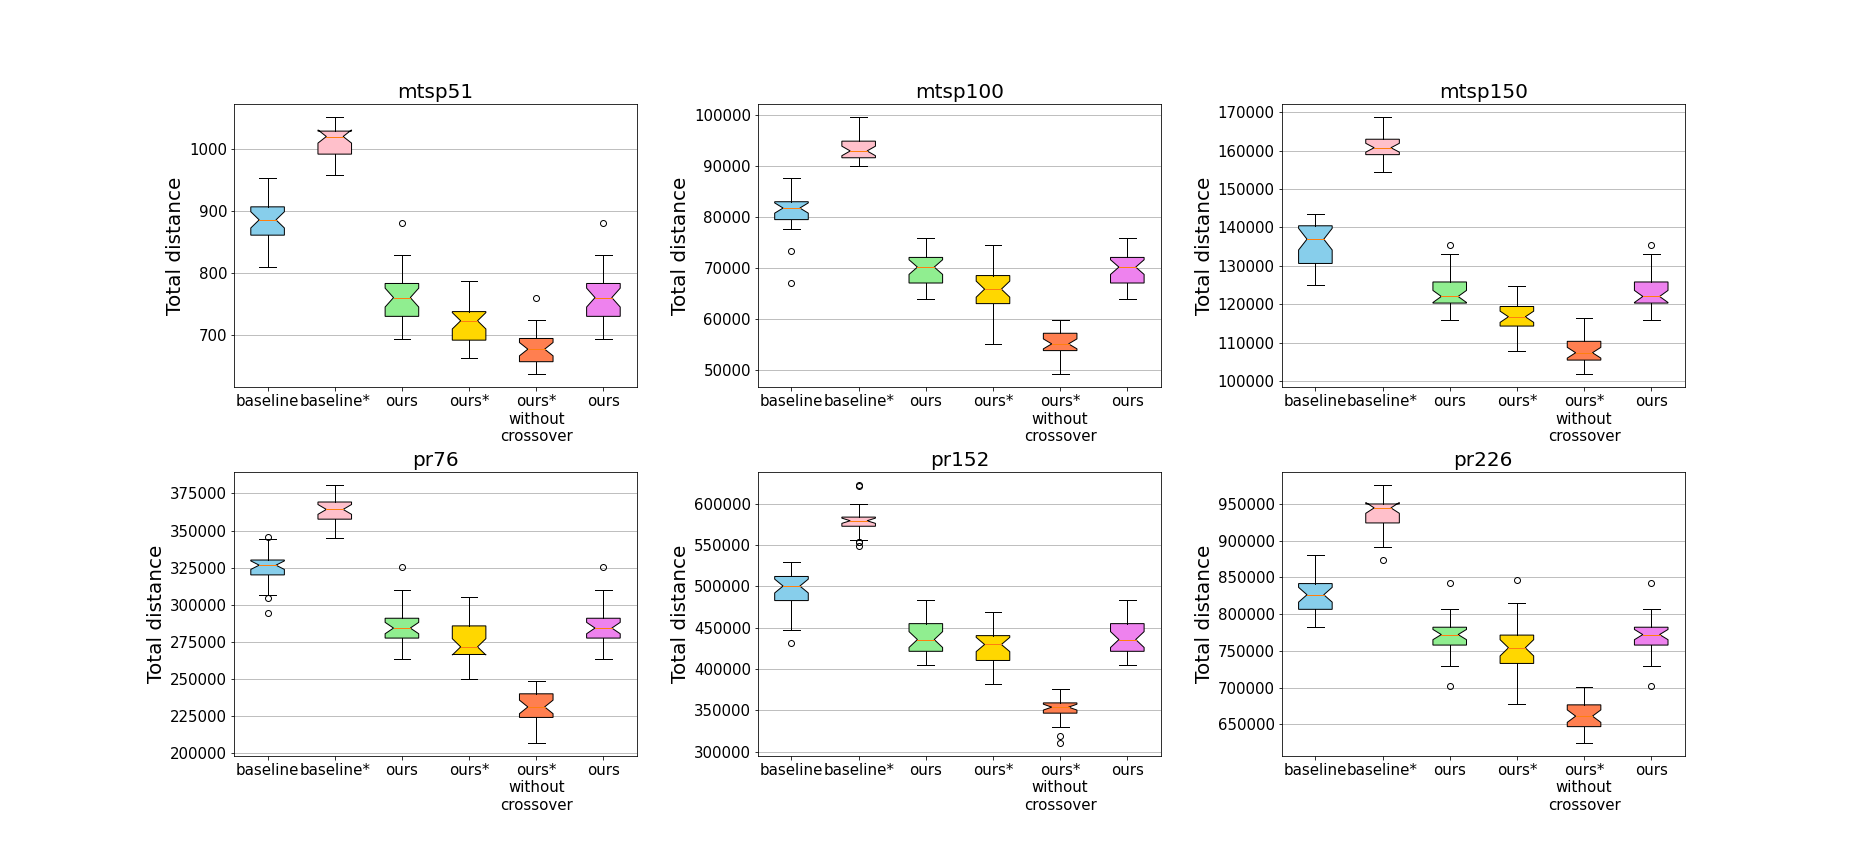 mtsp51
mtsp100
mtsp150
Total distance
1000
900
800
700
baseline baseline* ours ours* ours* ours
without
crossover
Total distance
100000
90000
80000
70000
60000
50000
baseline baseline* ours ours* ours* ours
without
crossover
Total distance
170000
160000
150000
140000
130000
120000
110000
100000
baseline baseline* ours ours* ours* ours
without
crossover
pr76
pr152
pr226
Total distance
375000
350000
325000
300000
275000
250000
225000
200000
baseline baseline* ours ours* ours* ours
without
crossover
Total distance
600000
550000
500000
450000
400000
350000
300000
baseline baseline* ours ours* ours* ours
without
crossover
Total distance
950000
900000
850000
800000
750000
700000
650000
baseline baseline* ours ours* ours* ours
without
crossover